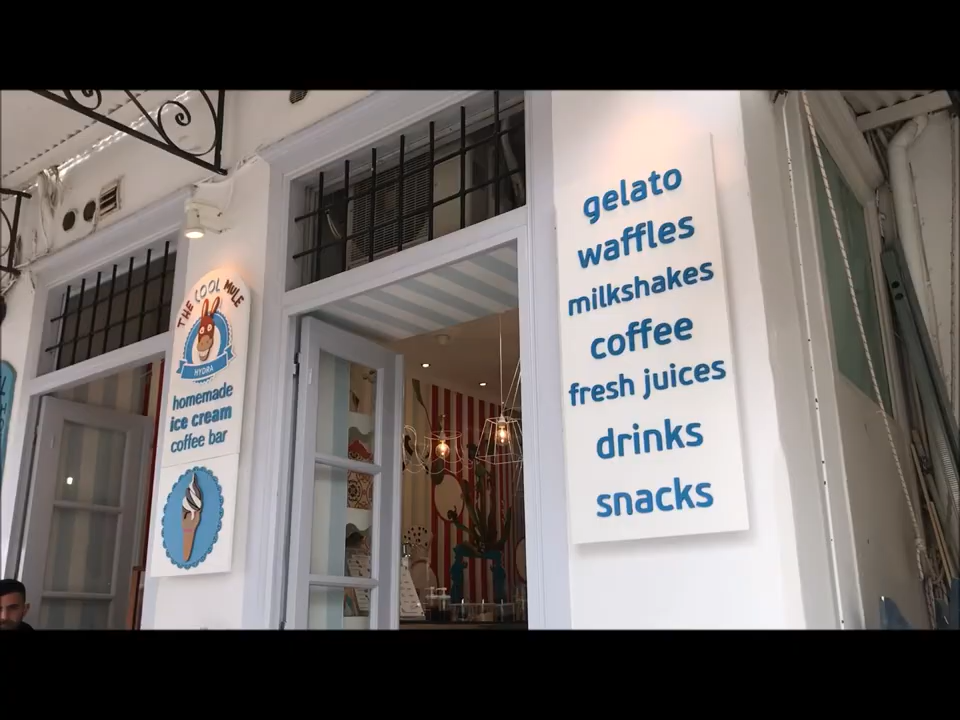 THE COOL MULE
HYDRA
homemade
ice cream
coffee bar
gelato
waffles
milkshakes
coffee
fresh juices
drinks
snacks